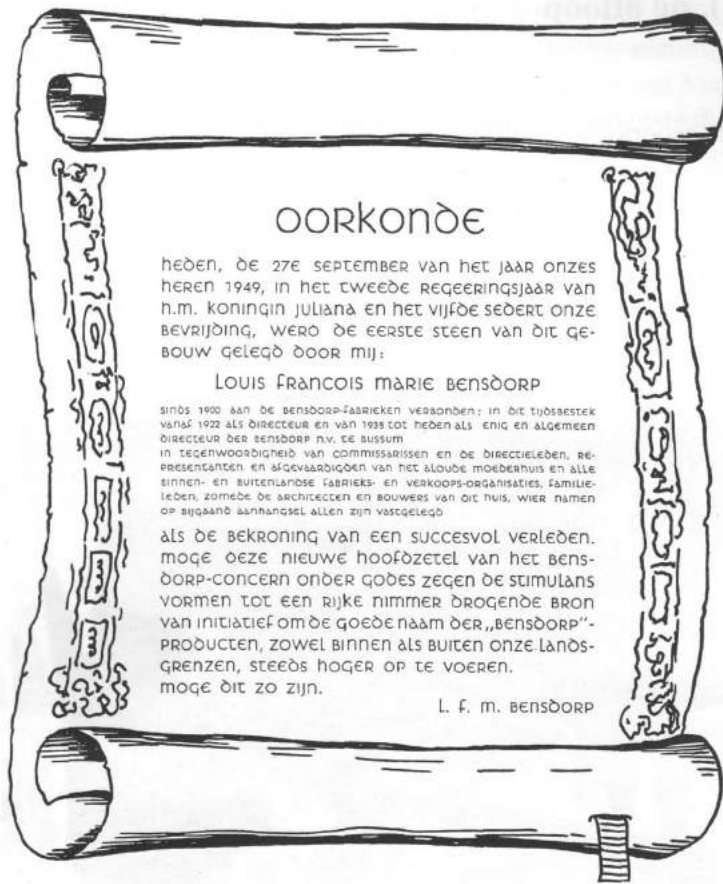 OORKONDE
heden, de 27e september van het jaar onzes
heren 1949, in het tweede regeeringsjaar van
h.m. koningin Juliana en het vijfde sedert onze
bevrijding, werd de eerste steen van dit ge-
bouw gelegd door mij:
Louis Francois Marie Bensdorp
sinds 1900 aan de Bensdorp-fabrieken verbonden; in dit tijdsbestek
vanaf 1922 als directeur en van 1938 tot heden als enig en algemeen
directeur der Bensdorp n.v. te Bussum
in tegenwoordigheid van commissarissen en de directieleden, re-
presentanten en afgevaardigden van het aloude moederhuis en alle
binnen- en buitenlandse fabrieks- en verkoops-organisaties, familie-
leden, zomede de architecten en bouwers van dit huis, wier namen
op bijgaand aanhangsel allen zijn vastgelegd
als de bekroning van een succesvol verleden.
moge deze nieuwe hoofdzetel van het Bens-
dorp-concern onder Godes zegen de stimulans
vormen tot een rijke nimmer drogende bron
van initiatief om de goede naam der „Bensdorp"-
producten, zowel binnen als buiten onze lands-
grenzen, steeds hoger op te voeren.
moge dit zo zijn.
L. F. M. Bensdorp